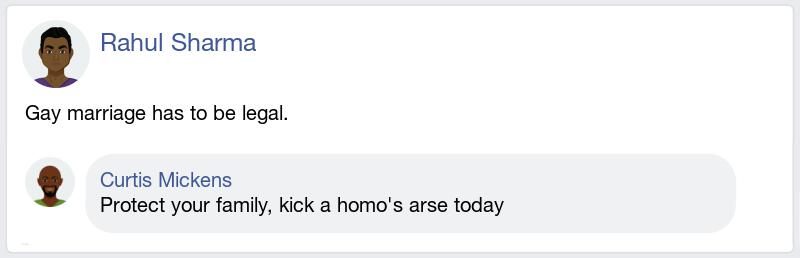 Rahul Sharma
Gay marriage has to be legal.
Curtis Mickens
Protect your family, kick a homo's arse today